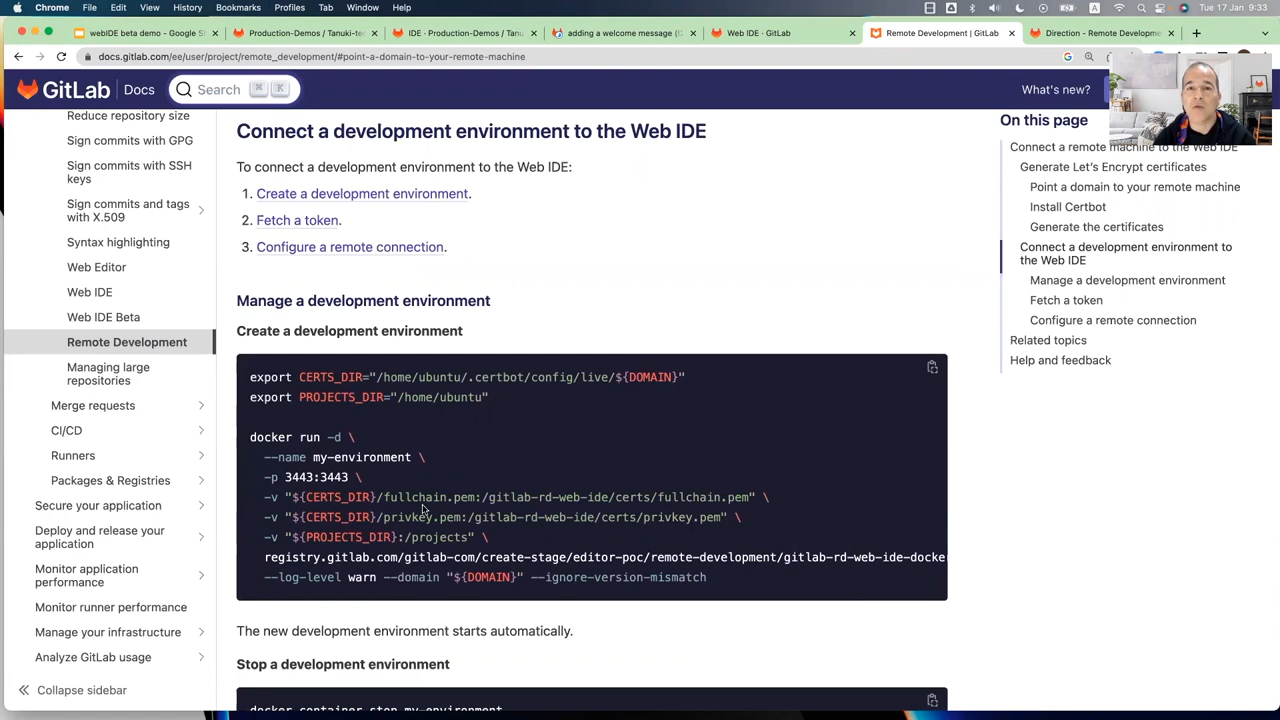 Chrome File Edit View History Bookmarks Profiles Tab Window Help
Tue Jan 17 9:33
webIDE beta demo - Google S
Production-Demos / Tanuki-te
IDE · Production-Demos / Tan
adding a welcome message (!
Web IDE · GitLab
Remote Development | GitLab
Direction - Remote Developme
docs.gitlab.com/ee/user/project/remote_development/#point-a-domain-to-your-remote-machine
GitLab Docs
Search ⌘ K
What's new?
Reduce repository size
Sign commits with GPG
Sign commits with SSH
keys
Sign commits and tags
with X.509
Syntax highlighting
Web Editor
Web IDE
Web IDE Beta
Remote Development
Managing large
repositories
Merge requests
CI/CD
Runners
Packages & Registries
Secure your application
Deploy and release your
application
Monitor application
performance
Monitor runner performance
Manage your infrastructure
Analyze GitLab usage
Collapse sidebar
Connect a development environment to the Web IDE
To connect a development environment to the Web IDE:
1. Create a development environment.
2. Fetch a token.
3. Configure a remote connection.
Manage a development environment
Create a development environment
export CERTS_DIR="/home/ubuntu/.certbot/config/live/${DOMAIN}"
export PROJECTS_DIR="/home/ubuntu"
docker run -d \
--name my-environment \
-p 3443:3443 \
-v "${CERTS_DIR}/fullchain.pem:/gitlab-rd-web-ide/certs/fullchain.pem" \
-v "${CERTS_DIR}/privkey.pem:/gitlab-rd-web-ide/certs/privkey.pem" \
-v "${PROJECTS_DIR}:/projects" \
registry.gitlab.com/gitlab-com/create-stage/editor-poc/remote-development/gitlab-rd-web-ide-docker
--log-level warn --domain "${DOMAIN}" --ignore-version-mismatch
The new development environment starts automatically.
Stop a development environment
docker container stop my-environment
On this page
Connect a remote machine to the Web IDE
Generate Let's Encrypt certificates
Point a domain to your remote machine
Install Certbot
Generate the certificates
Connect a development environment to
the Web IDE
Manage a development environment
Fetch a token
Configure a remote connection
Related topics
Help and feedback